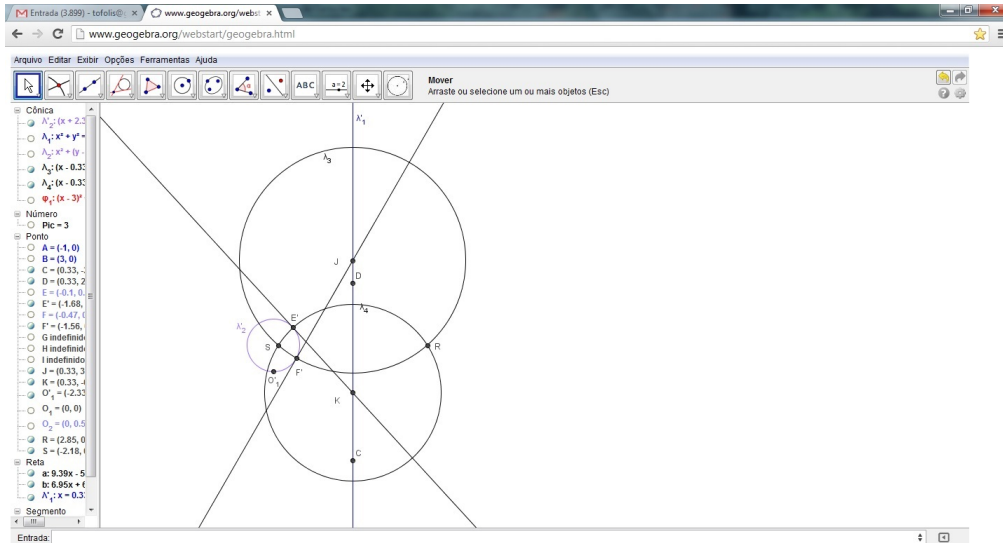 Entrada (3.899) - tofolis@
www.geogebra.org/webst
www.geogebra.org/webstart/geogebra.html
Arquivo Editar Exibir Opções Ferramentas Ajuda
ABC
a=2
Mover
Arraste ou selecione um ou mais objetos (Esc)
Cônica
λ'₂: (x + 2.3
λ₁: x² + y² =
λ₂: x² + (y -
λ₃: (x - 0.33
λ₄: (x - 0.33
φ₁: (x - 3)²
Número
Pic = 3
Ponto
A = (-1, 0)
B = (3, 0)
C = (0.33, -
D = (0.33, 2
E = (-0.1, 0.
E' = (-1.68,
F = (-0.47, 0
F' = (-1.56,
G indefinido
H indefinido
I indefinido
J = (0.33, 3
K = (0.33, -
O'₁ = (-2.33
O₁ = (0, 0)
O₂ = (0, 0.5
R = (2.85, 0
S = (-2.18,
Reta
a: 9.39x - 5
b: 6.95x + 6
λ'₁: x = 0.3
Segmento
λ'₁
λ₃
J
D
λ₄
E'
λ'₂
S
R
F'
O'₁
K
C
Entrada: